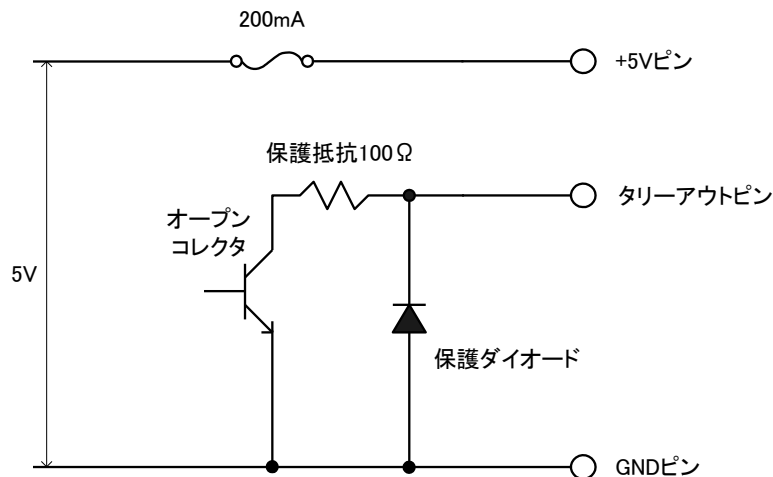 200mA
+5Vピン
保護抵抗100Ω
タリーアウトピン
オープン
コレクタ
5V
保護ダイオード
GNDピン